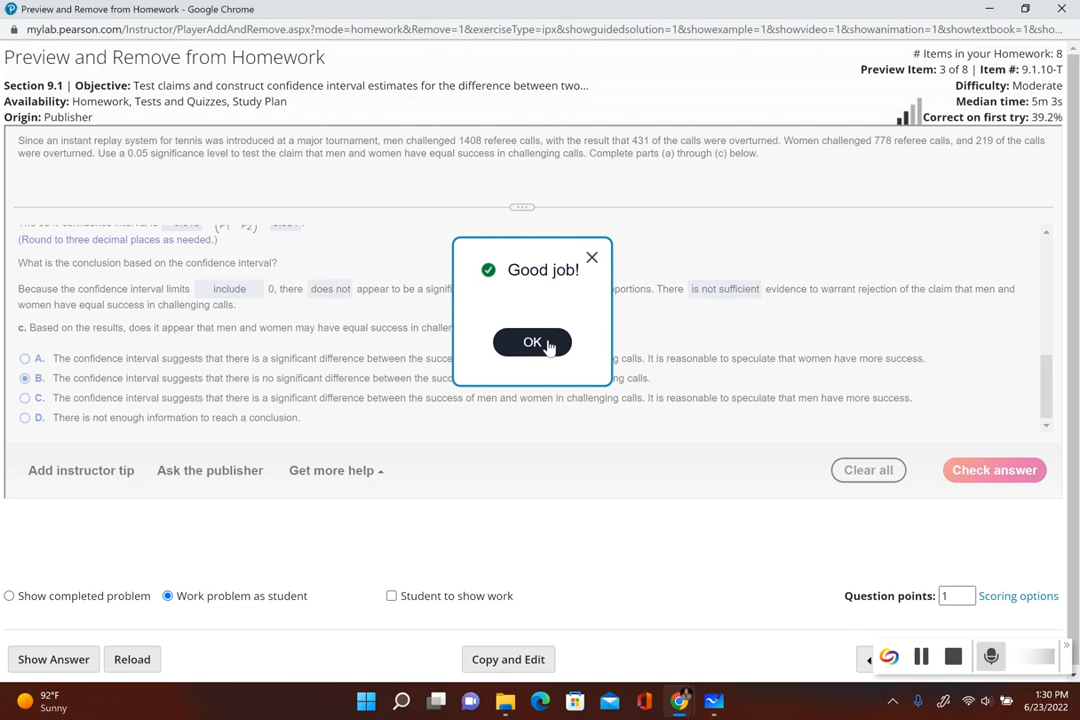 Preview and Remove from Homework - Google Chrome
mylab.pearson.com/Instructor/PlayerAddAndRemove.aspx?mode=homework&Remove=1&exerciseType=ipx&showguidedsolution=1&showexample=1&showvideo=1&showanimation=1&showtextbook=1&sho...
Preview and Remove from Homework
# Items in your Homework: 8
Preview Item: 3 of 8 | Item #: 9.1.10-T
Section 9.1 | Objective: Test claims and construct confidence interval estimates for the difference between two...
Difficulty: Moderate
Availability: Homework, Tests and Quizzes, Study Plan
Median time: 5m 3s
Origin: Publisher
Correct on first try: 39.2%
Since an instant replay system for tennis was introduced at a major tournament, men challenged 1408 referee calls, with the result that 431 of the calls were overturned. Women challenged 778 referee calls, and 219 of the calls
were overturned. Use a 0.05 significance level to test the claim that men and women have equal success in challenging calls. Complete parts (a) through (c) below.
(Round to three decimal places as needed.)
What is the conclusion based on the confidence interval?
Because the confidence interval limits include 0, there does not appear to be a signifi
portions. There is not sufficient evidence to warrant rejection of the claim that men and
women have equal success in challenging calls.
c. Based on the results, does it appear that men and women may have equal success in challen
A. The confidence interval suggests that there is a significant difference between the succe
g calls. It is reasonable to speculate that women have more success.
B. The confidence interval suggests that there is no significant difference between the succ
ng calls.
C. The confidence interval suggests that there is a significant difference between the success of men and women in challenging calls. It is reasonable to speculate that men have more success.
D. There is not enough information to reach a conclusion.
Good job!
OK
Add instructor tip
Ask the publisher
Get more help
Clear all
Check answer
Show completed problem
Work problem as student
Student to show work
Question points: 1
Scoring options
Show Answer
Reload
Copy and Edit
92°F
Sunny
1:30 PM
6/23/2022